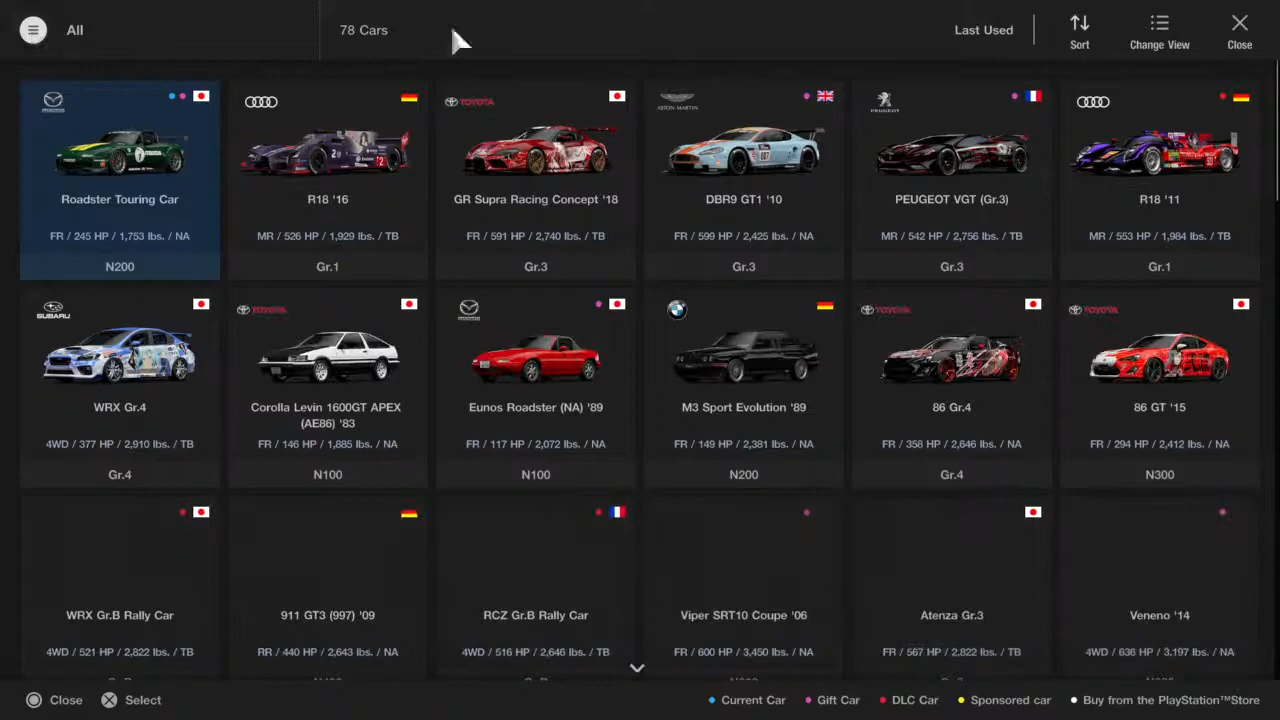 All
78 Cars
Last Used
Sort
Change View
Close
Roadster Touring Car
FR / 245 HP / 1,753 lbs. / NA
N200
R18 '16
MR / 526 HP / 1,929 lbs. / TB
Gr.1
TOYOTA
GR Supra Racing Concept '18
FR / 591 HP / 2,740 lbs. / TB
Gr.3
ASTON MARTIN
DBR9 GT1 '10
FR / 599 HP / 2,425 lbs. / NA
Gr.3
PEUGEOT
PEUGEOT VGT (Gr.3)
MR / 542 HP / 2,756 lbs. / TB
Gr.3
R18 '11
MR / 553 HP / 1,984 lbs. / TB
Gr.1
SUBARU
WRX Gr.4
4WD / 377 HP / 2,910 lbs. / TB
Gr.4
TOYOTA
Corolla Levin 1600GT APEX
(AE86) '83
FR / 146 HP / 1,885 lbs. / NA
N100
Eunos Roadster (NA) '89
FR / 117 HP / 2,072 lbs. / NA
N100
M3 Sport Evolution '89
FR / 149 HP / 2,381 lbs. / NA
N200
TOYOTA
86 Gr.4
FR / 358 HP / 2,646 lbs. / NA
Gr.4
TOYOTA
86 GT '15
FR / 294 HP / 2,412 lbs. / NA
N300
WRX Gr.B Rally Car
4WD / 521 HP / 2,822 lbs. / TB
911 GT3 (997) '09
RR / 440 HP / 2,643 lbs. / NA
RCZ Gr.B Rally Car
4WD / 516 HP / 2,646 lbs. / TB
Viper SRT10 Coupe '06
FR / 600 HP / 3,450 lbs. / NA
Atenza Gr.3
FR / 567 HP / 2,822 lbs. / TB
Veneno '14
4WD / 636 HP / 3,197 lbs. / NA
Close
Select
Current Car
Gift Car
DLC Car
Sponsored car
Buy from the PlayStation™Store